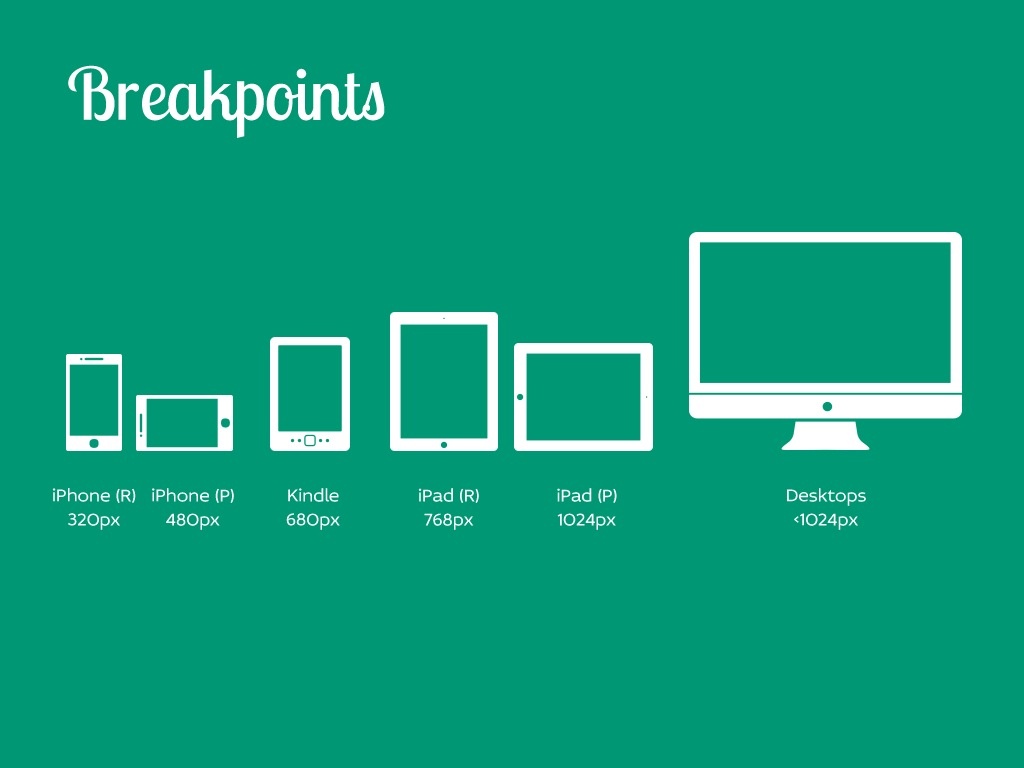 Breakpoints
iPhone (R)
320px
iPhone (P)
480px
Kindle
680px
iPad (R)
768px
iPad (P)
1024px
Desktops
<1024px